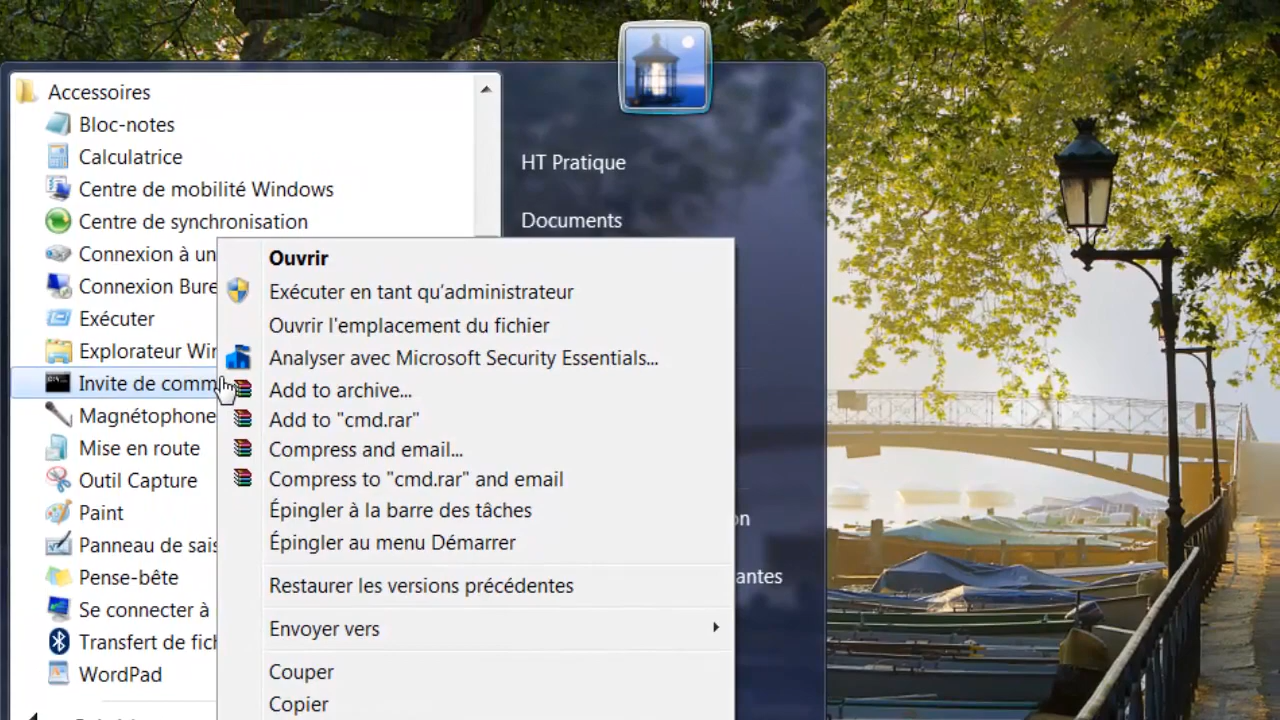 Accessoires
Bloc-notes
Calculatrice
Centre de mobilité Windows
Centre de synchronisation
Connexion à un
Connexion Bure
Exécuter
Explorateur Win
Invite de comm
Magnétophone
Mise en route
Outil Capture
Paint
Panneau de sais
Pense-bête
Se connecter à
Transfert de fich
WordPad
HT Pratique
Documents
on
antes
Ouvrir
Exécuter en tant qu'administrateur
Ouvrir l'emplacement du fichier
Analyser avec Microsoft Security Essentials...
Add to archive...
Add to "cmd.rar"
Compress and email...
Compress to "cmd.rar" and email
Épingler à la barre des tâches
Épingler au menu Démarrer
Restaurer les versions précédentes
Envoyer vers
Couper
Copier